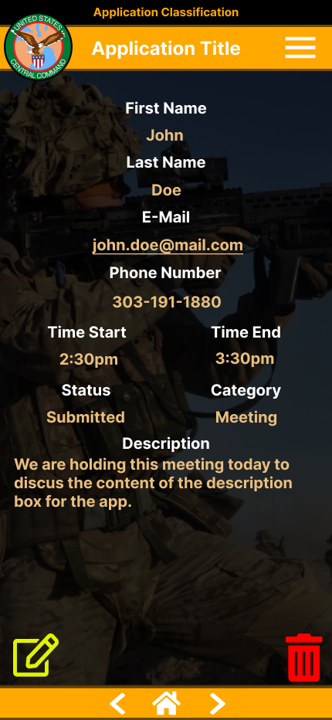 Application Classification
UNITED STATES
CENTRAL COMMAND
Application Title
First Name
John
Last Name
Doe
E-Mail
john.doe@mail.com
Phone Number
303-191-1880
Time Start
Time End
2:30pm
3:30pm
Status
Category
Submitted
Meeting
Description
We are holding this meeting today to
discus the content of the description
box for the app.